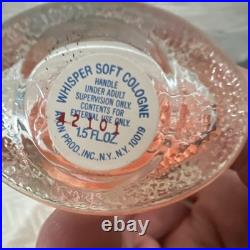 WHISPER SOFT COLOGNE
HANDLE
UNDER ADULT
SUPERVISION ONLY.
CONTENTS FOR
EXTERNAL USE ONLY
1.5 FL. OZ.
AVON PROD. INC., N.Y., N.Y. 10019